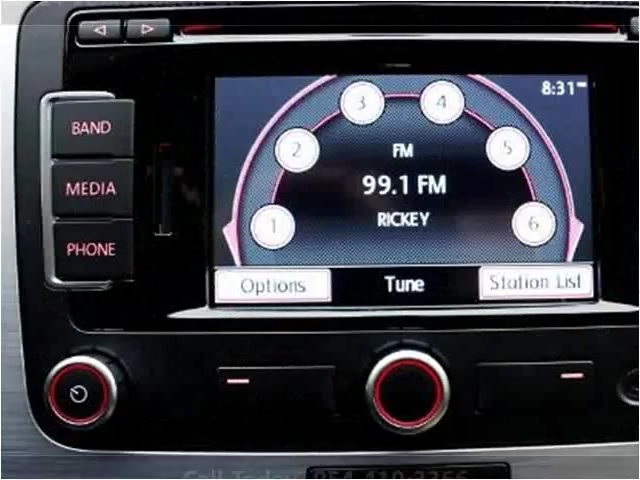 8:31
BAND
MEDIA
PHONE
1
2
3
4
5
6
FM
99.1 FM
RICKEY
Options
Tune
Station List